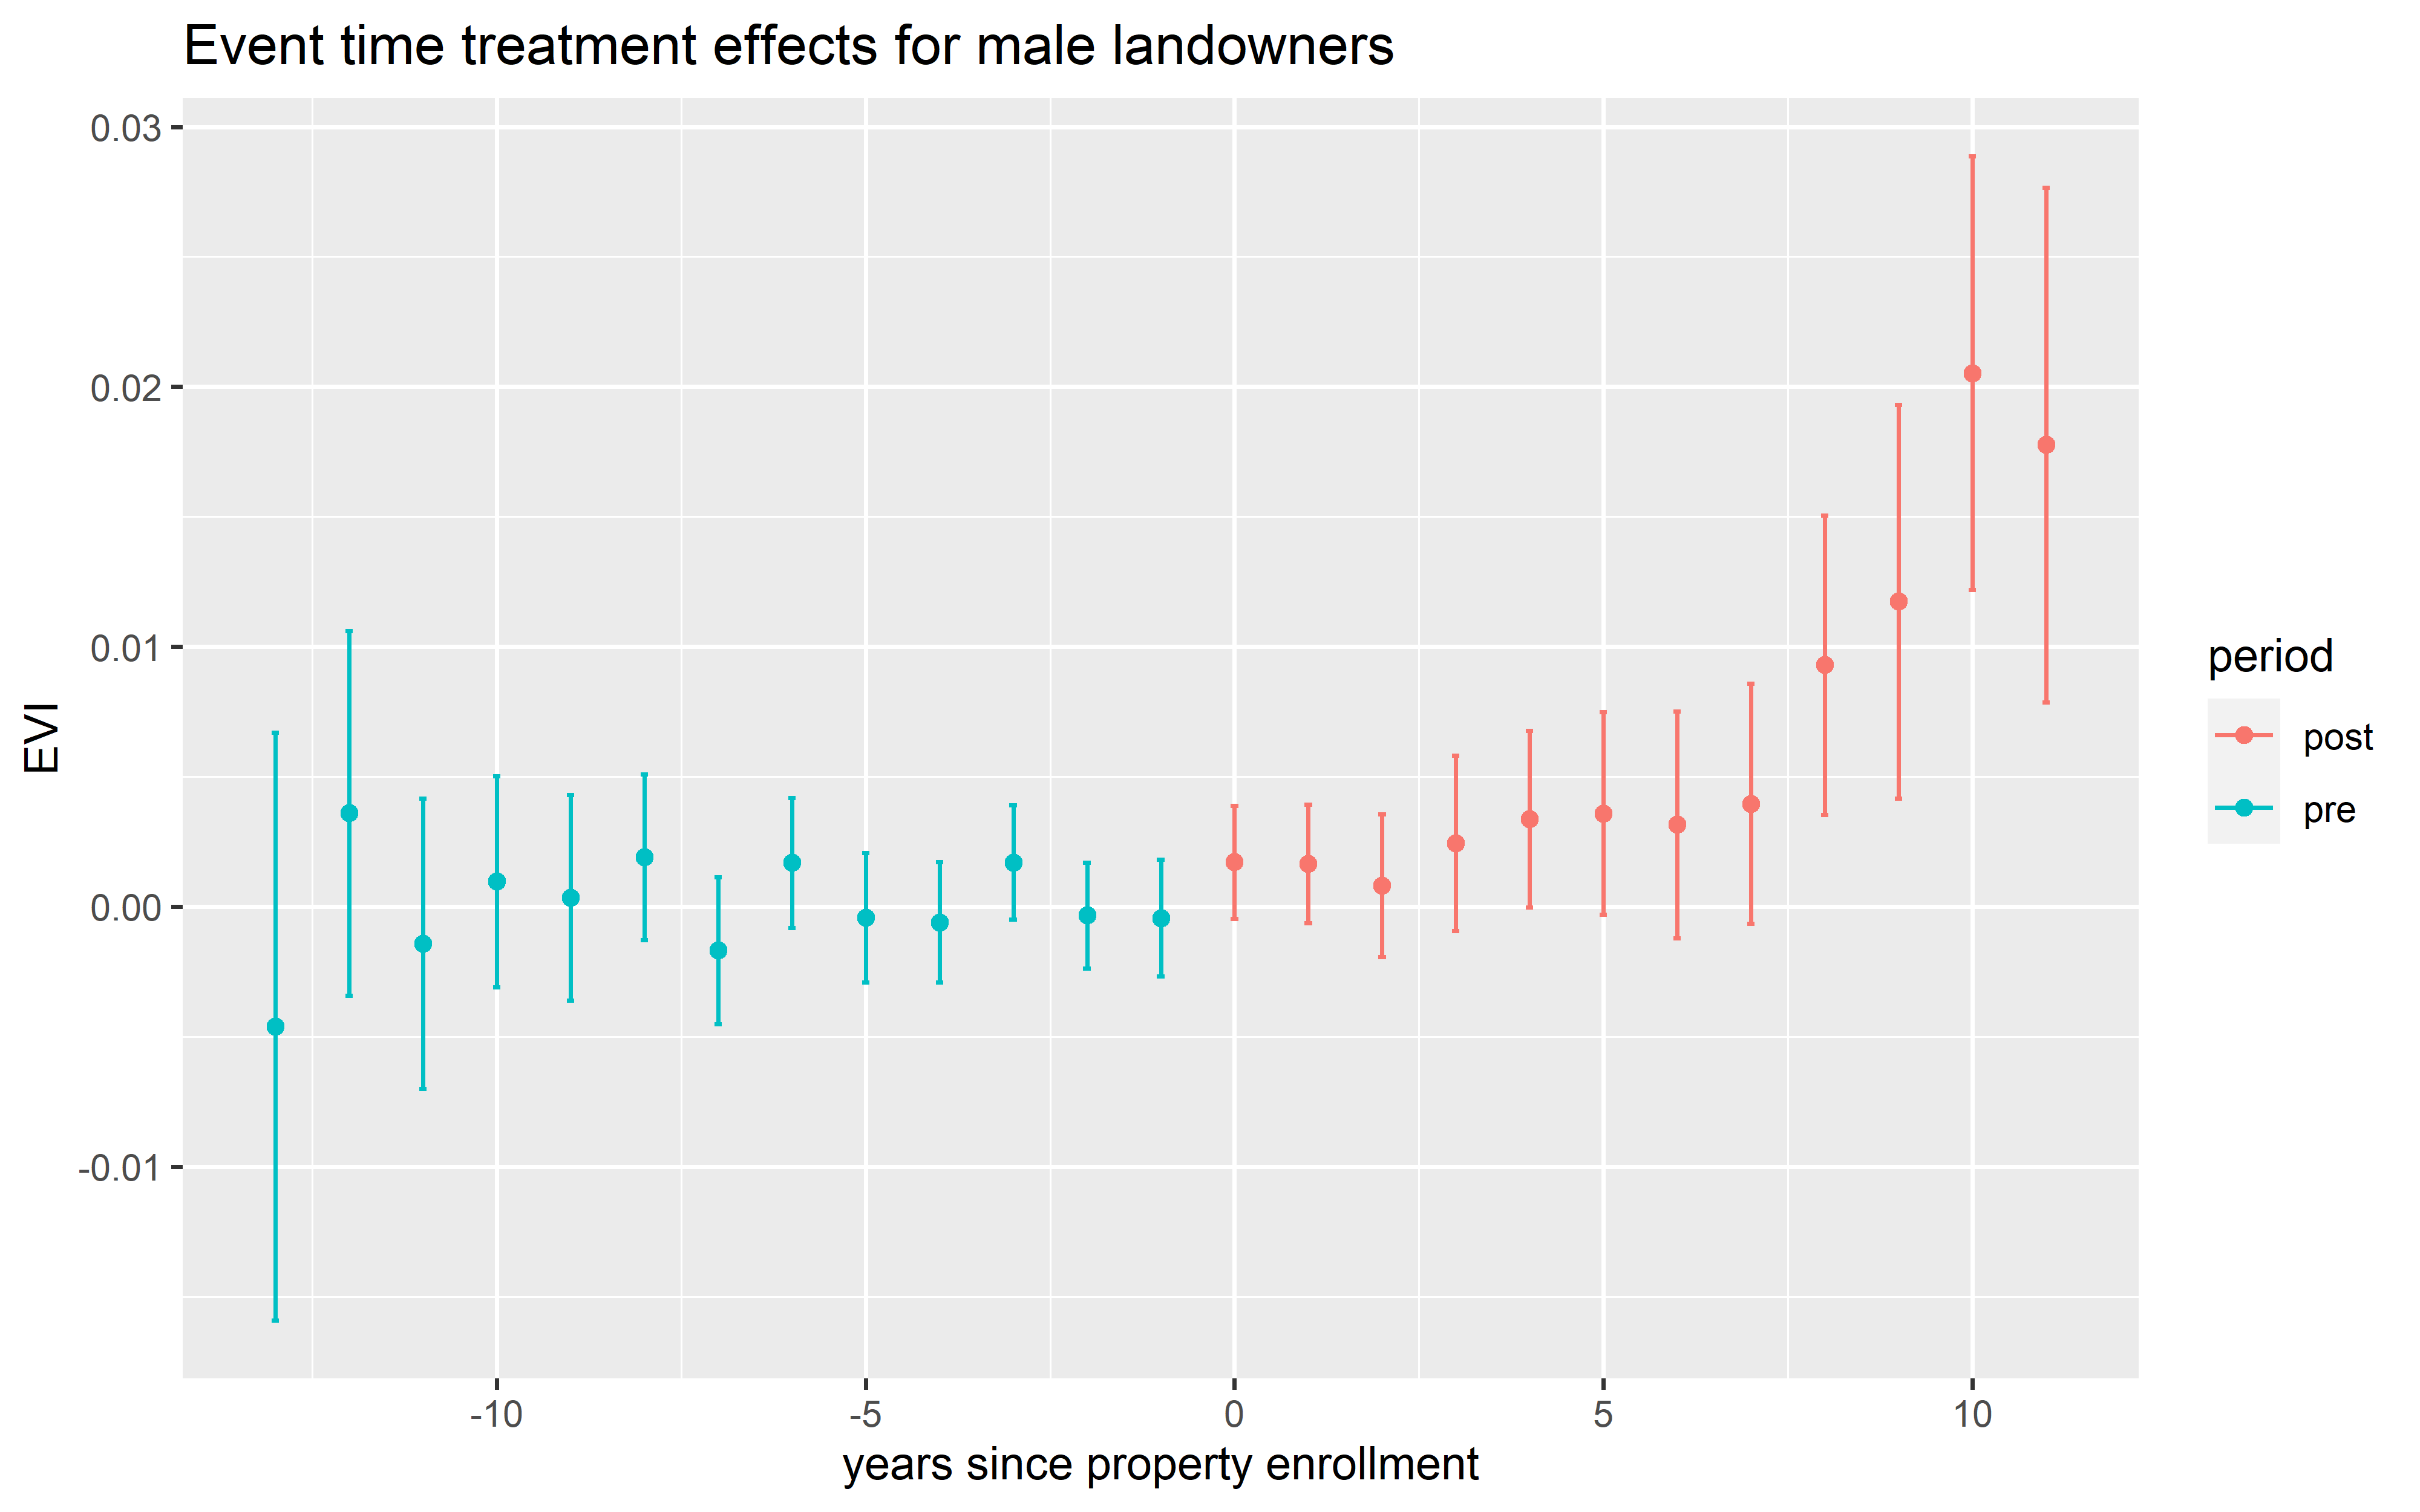 Event time treatment effects for male landowners
0.03
0.02
0.01
0.00
-0.01
EVI
-10
-5
0
5
10
years since property enrollment
period
post
pre